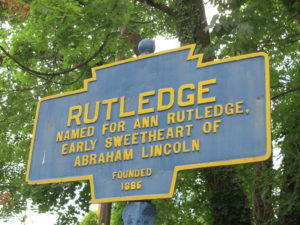 RUTLEDGE
NAMED FOR ANN RUTLEDGE,
EARLY SWEETHEART OF
ABRAHAM LINCOLN
FOUNDED
1886